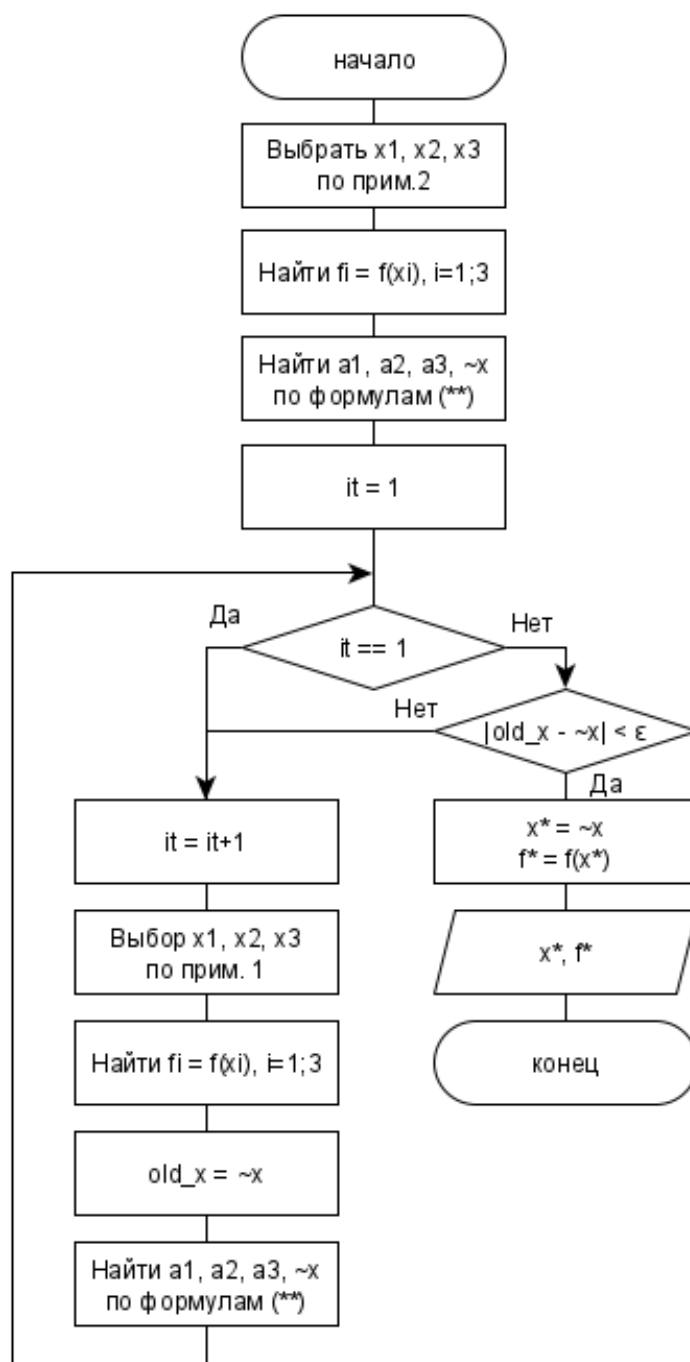 начало
Выбрать x1, x2, x3
по прим.2
Найти fi = f(xi), i=1;3
Найти a1, a2, a3, ~x
по формулам (**)
it = 1
Да
it == 1
Нет
Нет
|old_x - ~x| < ε
Да
it = it+1
x* = ~x
f* = f(x*)
Выбор x1, x2, x3
по прим. 1
x*, f*
Найти fi = f(xi), i=1;3
конец
old_x = ~x
Найти a1, a2, a3, ~x
по формулам (**)